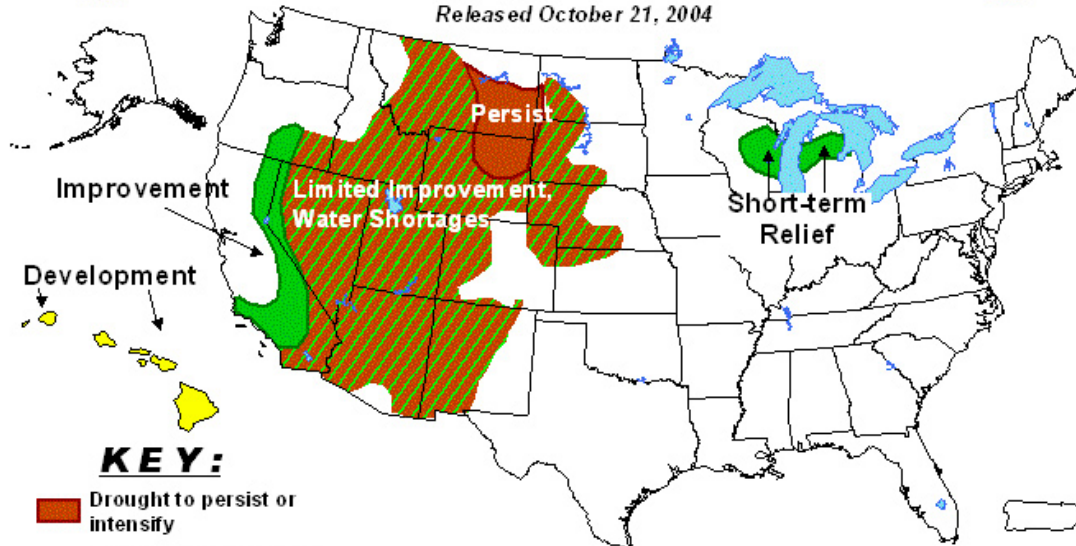 Released October 21, 2004
Persist
Improvement
Limited Improvement,
Water Shortages
Short-term
Relief
Development
KEY:
Drought to persist or
intensify